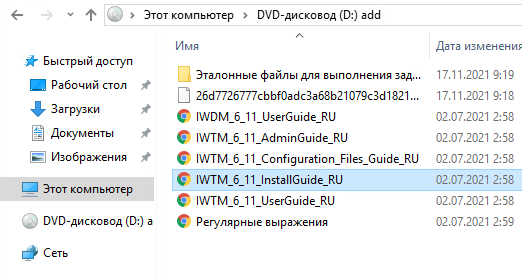 Этот компьютер > DVD-дисковод (D:) add
Имя Дата изменени
Быстрый доступ
Рабочий стол
Загрузки
Документы
Изображения
Этот компьютер
DVD-дисковод (D:) a
Сеть
Эталонные файлы для выполнения зад... 17.11.2021 9:19
26d7726777cbbf0adc3a68b21079c3d1821... 17.11.2021 9:18
IWDM_6_11_UserGuide_RU 02.07.2021 2:58
IWTM_6_11_AdminGuide_RU 02.07.2021 2:58
IWTM_6_11_Configuration_Files_Guide_RU 02.07.2021 2:58
IWTM_6_11_InstallGuide_RU 02.07.2021 2:58
IWTM_6_11_UserGuide_RU 02.07.2021 2:58
Регулярные выражения 02.07.2021 2:59